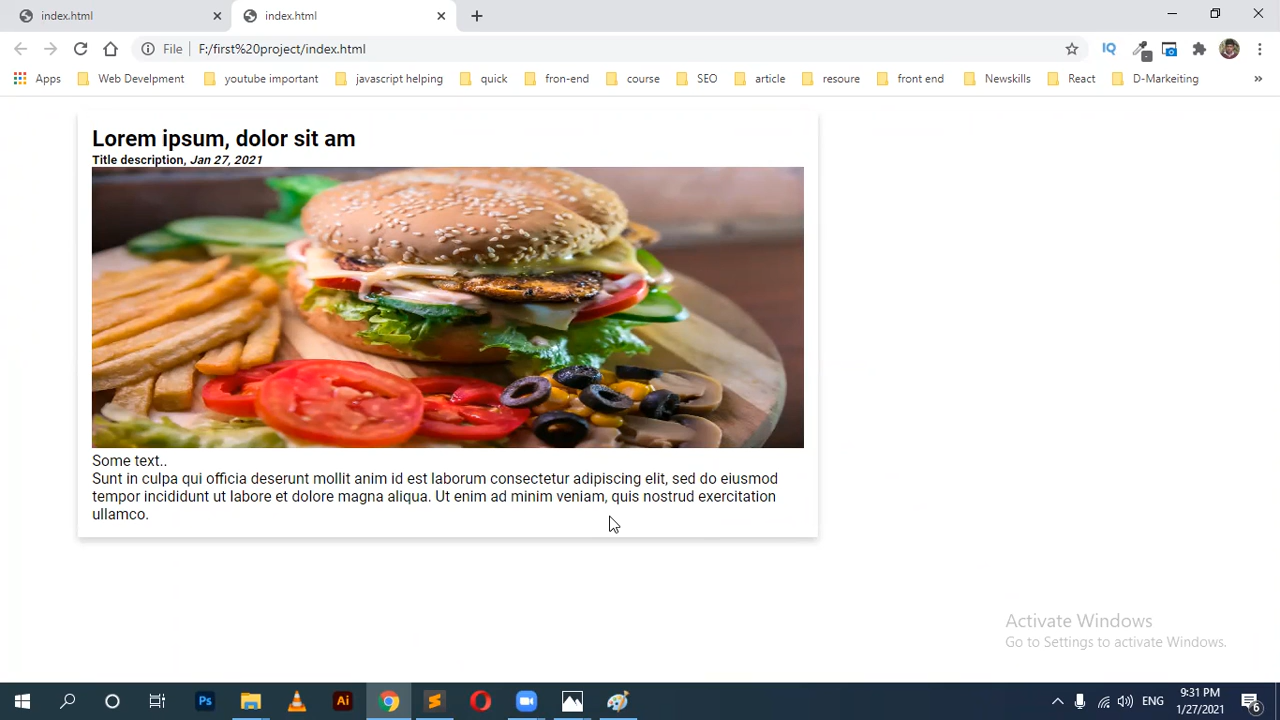 index.html
index.html
File F:/first%20project/index.html
Apps Web Develpment youtube important javascript helping quick fron-end course SEO article resoure front end Newskills React D-Markeiting »
Lorem ipsum, dolor sit am
Title description, Jan 27, 2021
Some text..
Sunt in culpa qui officia deserunt mollit anim id est laborum consectetur adipiscing elit, sed do eiusmod
tempor incididunt ut labore et dolore magna aliqua. Ut enim ad minim veniam, quis nostrud exercitation
ullamco.
Activate Windows
Go to Settings to activate Windows.
Ps Ai ENG 9:31 PM
1/27/2021 6